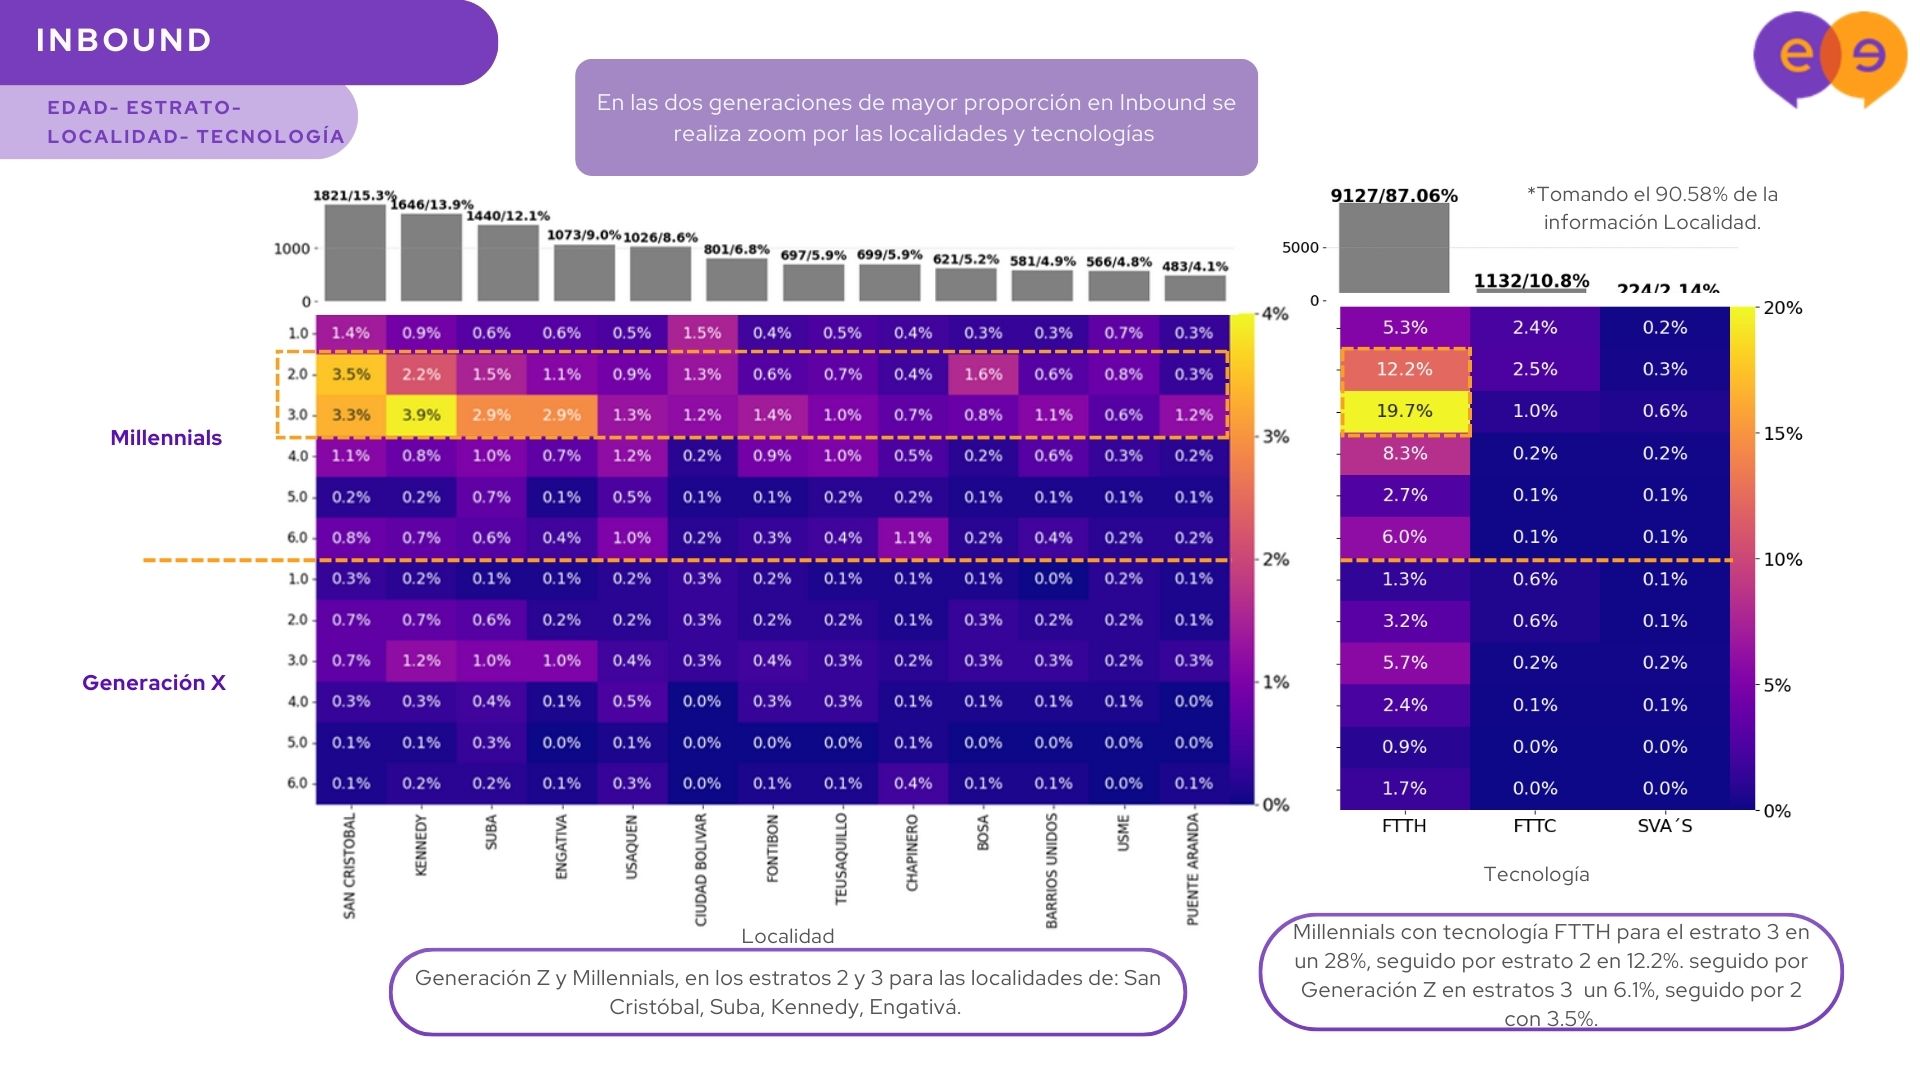 INBOUND
EDAD- ESTRATO-
LOCALIDAD- TECNOLOGÍA
En las dos generaciones de mayor proporción en Inbound se
realiza zoom por las localidades y tecnologías
ee
*Tomando el 90.58% de la
información Localidad.
1821/15.3% 1646/13.9% 1440/12.1% 1073/9.0% 1026/8.6% 801/6.8% 697/5.9% 699/5.9% 621/5.2% 581/4.9% 566/4.8% 483/4.1%
1000
0
1.0 1.4% 0.9% 0.6% 0.6% 0.5% 1.5% 0.4% 0.5% 0.4% 0.3% 0.3% 0.7% 0.3%
2.0 3.5% 2.2% 1.5% 1.1% 0.9% 1.3% 0.6% 0.7% 0.4% 1.6% 0.6% 0.8% 0.3%
3.0 3.3% 3.9% 2.9% 2.9% 1.3% 1.2% 1.4% 1.0% 0.7% 0.8% 1.1% 0.6% 1.2%
Millennials
4.0 1.1% 0.8% 1.0% 0.7% 1.2% 0.2% 0.9% 1.0% 0.5% 0.2% 0.6% 0.3% 0.2%
5.0 0.2% 0.2% 0.7% 0.1% 0.5% 0.1% 0.1% 0.2% 0.2% 0.1% 0.1% 0.1% 0.1%
6.0 0.8% 0.7% 0.6% 0.4% 1.0% 0.2% 0.3% 0.4% 1.1% 0.2% 0.4% 0.2% 0.2%
1.0 0.3% 0.2% 0.1% 0.1% 0.2% 0.3% 0.2% 0.1% 0.1% 0.1% 0.0% 0.2% 0.1%
2.0 0.7% 0.7% 0.6% 0.2% 0.2% 0.3% 0.2% 0.2% 0.1% 0.3% 0.2% 0.2% 0.1%
3.0 0.7% 1.2% 1.0% 1.0% 0.4% 0.3% 0.4% 0.3% 0.2% 0.3% 0.3% 0.2% 0.3%
Generación X
4.0 0.3% 0.3% 0.4% 0.1% 0.5% 0.0% 0.3% 0.3% 0.1% 0.1% 0.1% 0.1% 0.0%
5.0 0.1% 0.1% 0.3% 0.0% 0.1% 0.0% 0.0% 0.0% 0.1% 0.0% 0.0% 0.0% 0.0%
6.0 0.1% 0.2% 0.2% 0.1% 0.3% 0.0% 0.1% 0.1% 0.4% 0.1% 0.1% 0.0% 0.1%
4%
3%
2%
1%
0%
SAN CRISTOBAL
KENNEDY
SUBA
ENGATIVA
USAQUEN
CIUDAD BOLIVAR
FONTIBON
TEUSAQUILLO
CHAPINERO
BOSA
BARRIOS UNIDOS
USME
PUENTE ARANDA
Localidad
Generación Z y Millennials, en los estratos 2 y 3 para las localidades de: San
Cristóbal, Suba, Kennedy, Engativá.
9127/87.06%
1132/10.8%
224/2.14%
5000
0
5.3% 2.4% 0.2%
12.2% 2.5% 0.3%
19.7% 1.0% 0.6%
8.3% 0.2% 0.2%
2.7% 0.1% 0.1%
6.0% 0.1% 0.1%
1.3% 0.6% 0.1%
3.2% 0.6% 0.1%
5.7% 0.2% 0.2%
2.4% 0.1% 0.1%
0.9% 0.0% 0.0%
1.7% 0.0% 0.0%
20%
15%
10%
5%
0%
FTTH FTTC SVA´S
Tecnología
Millennials con tecnología FTTH para el estrato 3 en
un 28%, seguido por estrato 2 en 12.2%. seguido por
Generación Z en estratos 3 un 6.1%, seguido por 2
con 3.5%.